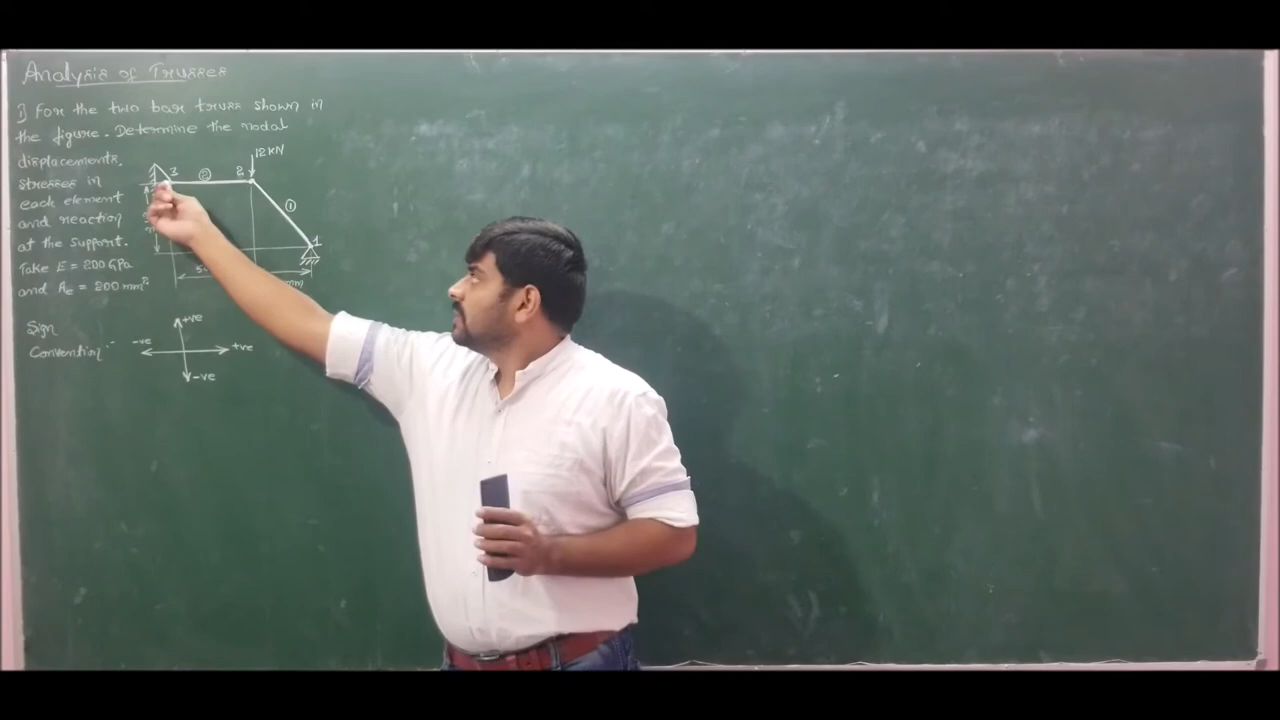 Analysis of Trusses
1) For the two bar truss shown in
the figure. Determine the nodal
displacements,
stresses in
each element
and reaction
at the support.
Take E = 200 GPa
and Ae = 200 mm²
12 KN
3
②
2
①
1
Sign
Convention :-
+ve
-ve
+ve
-ve